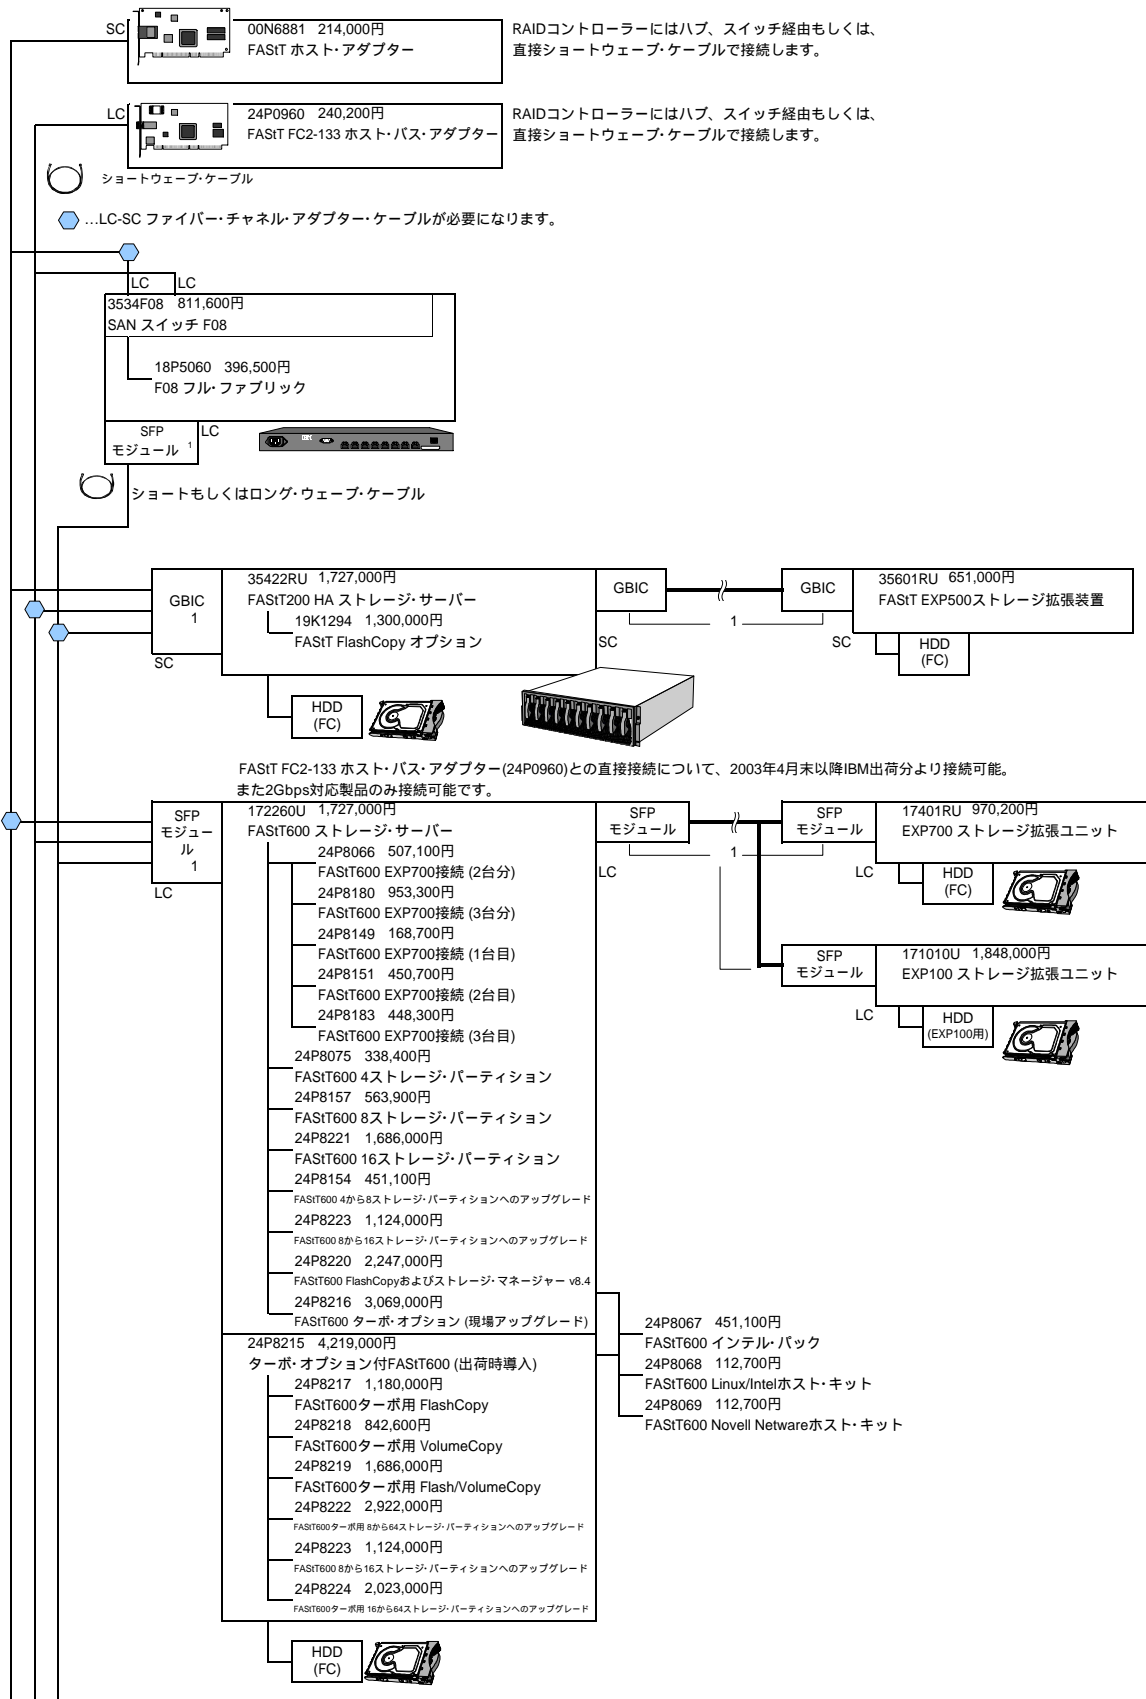 SC
00N6881 214,000円
FAStT ホスト・アダプター
RAIDコントローラーにはハブ、スイッチ経由もしくは、
直接ショートウェーブ・ケーブルで接続します。
LC
24P0960 240,200円
FAStT FC2-133 ホスト・バス・アダプター
RAIDコントローラーにはハブ、スイッチ経由もしくは、
直接ショートウェーブ・ケーブルで接続します。
ショートウェーブ・ケーブル
...LC-SC ファイバー・チャネル・アダプター・ケーブルが必要になります。
LC LC
3534F08 811,600円
SAN スイッチ F08
18P5060 396,500円
F08 フル・ファブリック
SFP
モジュール 1
LC
ショートもしくはロング・ウェーブ・ケーブル
GBIC
1
SC
35422RU 1,727,000円
FAStT200 HA ストレージ・サーバー
19K1294 1,300,000円
FAStT FlashCopy オプション
GBIC
SC
1
GBIC
SC
35601RU 651,000円
FAStT EXP500ストレージ拡張装置
HDD
(FC)
HDD
(FC)
FAStT FC2-133 ホスト・バス・アダプター(24P0960)との直接接続について、2003年4月末以降IBM出荷分より接続可能。
また2Gbps対応製品のみ接続可能です。
SFP
モジュー
ル
1
LC
172260U 1,727,000円
FAStT600 ストレージ・サーバー
24P8066 507,100円
FAStT600 EXP700接続 (2台分)
24P8180 953,300円
FAStT600 EXP700接続 (3台分)
24P8149 168,700円
FAStT600 EXP700接続 (1台目)
24P8151 450,700円
FAStT600 EXP700接続 (2台目)
24P8183 448,300円
FAStT600 EXP700接続 (3台目)
24P8075 338,400円
FAStT600 4ストレージ・パーティション
24P8157 563,900円
FAStT600 8ストレージ・パーティション
24P8221 1,686,000円
FAStT600 16ストレージ・パーティション
24P8154 451,100円
FAStT600 4から8ストレージ・パーティションへのアップグレード
24P8223 1,124,000円
FAStT600 8から16ストレージ・パーティションへのアップグレード
24P8220 2,247,000円
FAStT600 FlashCopyおよびストレージ・マネージャー v8.4
24P8216 3,069,000円
FAStT600 ターボ・オプション (現場アップグレード)
SFP
モジュール
LC
1
SFP
モジュール
LC
17401RU 970,200円
EXP700 ストレージ拡張ユニット
HDD
(FC)
SFP
モジュール
LC
171010U 1,848,000円
EXP100 ストレージ拡張ユニット
HDD
(EXP100用)
24P8215 4,219,000円
ターボ・オプション付FAStT600 (出荷時導入)
24P8217 1,180,000円
FAStT600ターボ用 FlashCopy
24P8218 842,600円
FAStT600ターボ用 VolumeCopy
24P8219 1,686,000円
FAStT600ターボ用 Flash/VolumeCopy
24P8222 2,922,000円
FAStT600ターボ用 8から64ストレージ・パーティションへのアップグレード
24P8223 1,124,000円
FAStT600 8から16ストレージ・パーティションへのアップグレード
24P8224 2,023,000円
FAStT600ターボ用 16から64ストレージ・パーティションへのアップグレード
24P8067 451,100円
FAStT600 インテル・パック
24P8068 112,700円
FAStT600 Linux/Intelホスト・キット
24P8069 112,700円
FAStT600 Novell Netwareホスト・キット
HDD
(FC)